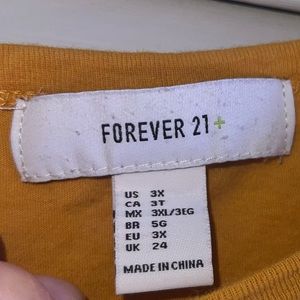 FOREVER 21+
US 3X
CA 3T
MX 3XL/3EG
BR 5G
EU 3X
UK 24
MADE IN CHINA